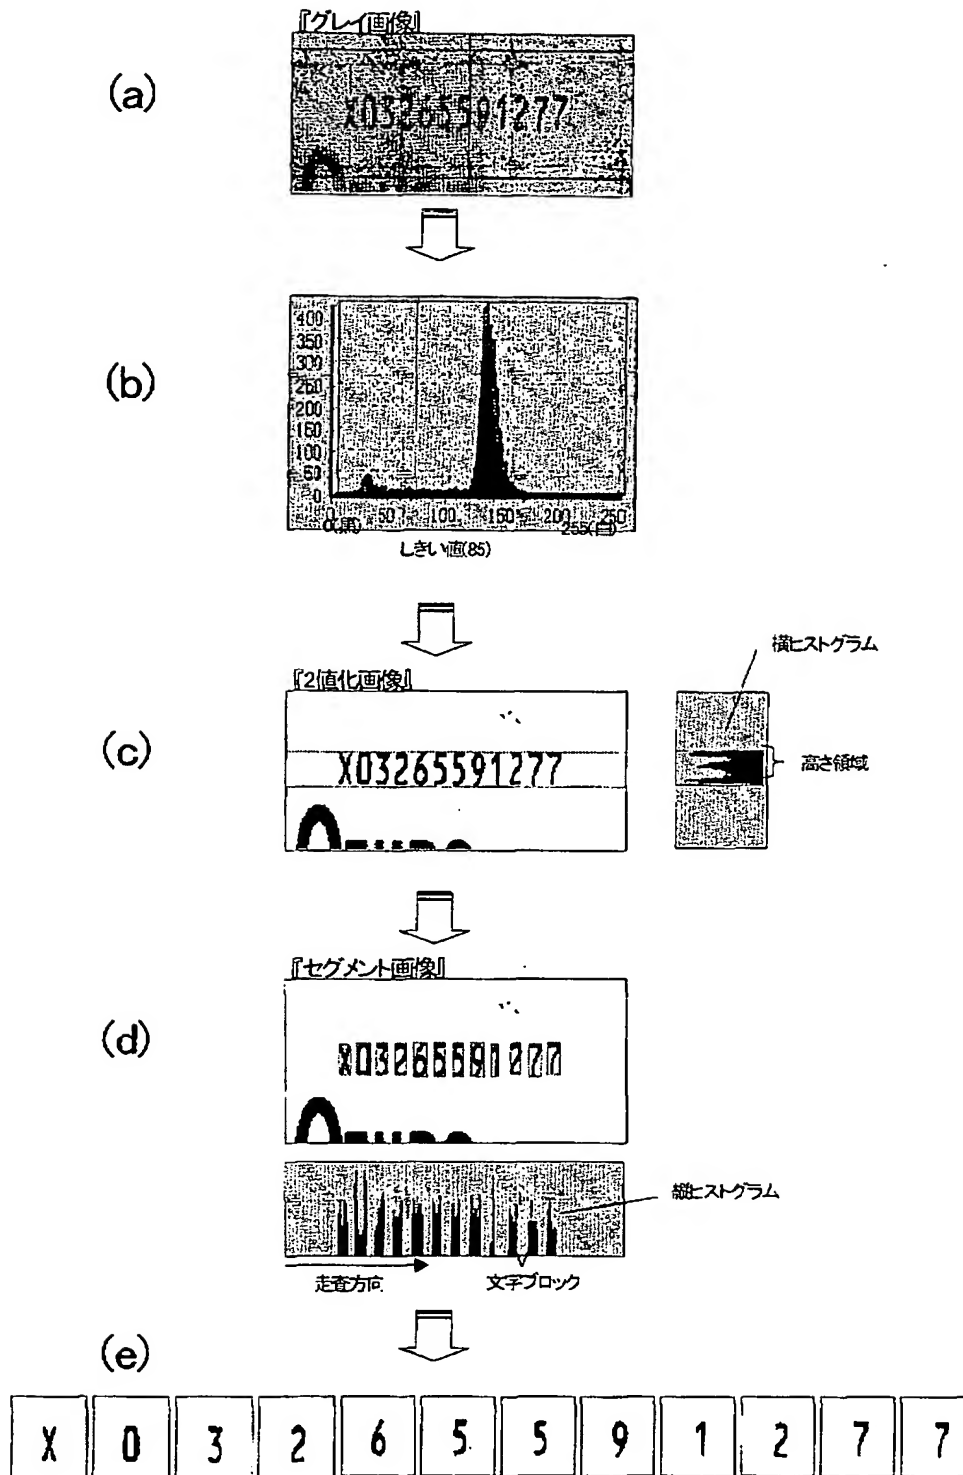 (a)
『グレイ画像』
X03265591277
(b)
400
350
300
250
200
150
100
50
0
0 50 100 150 200 250
0(黒) 255(白)
しきい値(85)
横ヒストグラム
(c)
『2値化画像』
X03265591277
高さ領域
(d)
『セグメント画像』
X03265591277
縦ヒストグラム
走査方向 文字ブロック
(e)
X 0 3 2 6 5 5 9 1 2 7 7